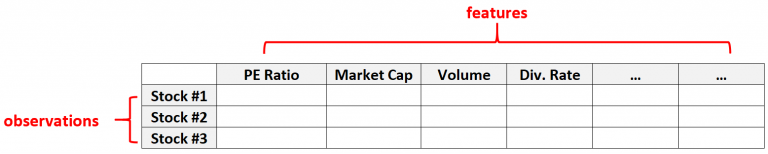 features
PE Ratio Market Cap Volume Div. Rate ... ...
Stock #1
observations
Stock #2
Stock #3